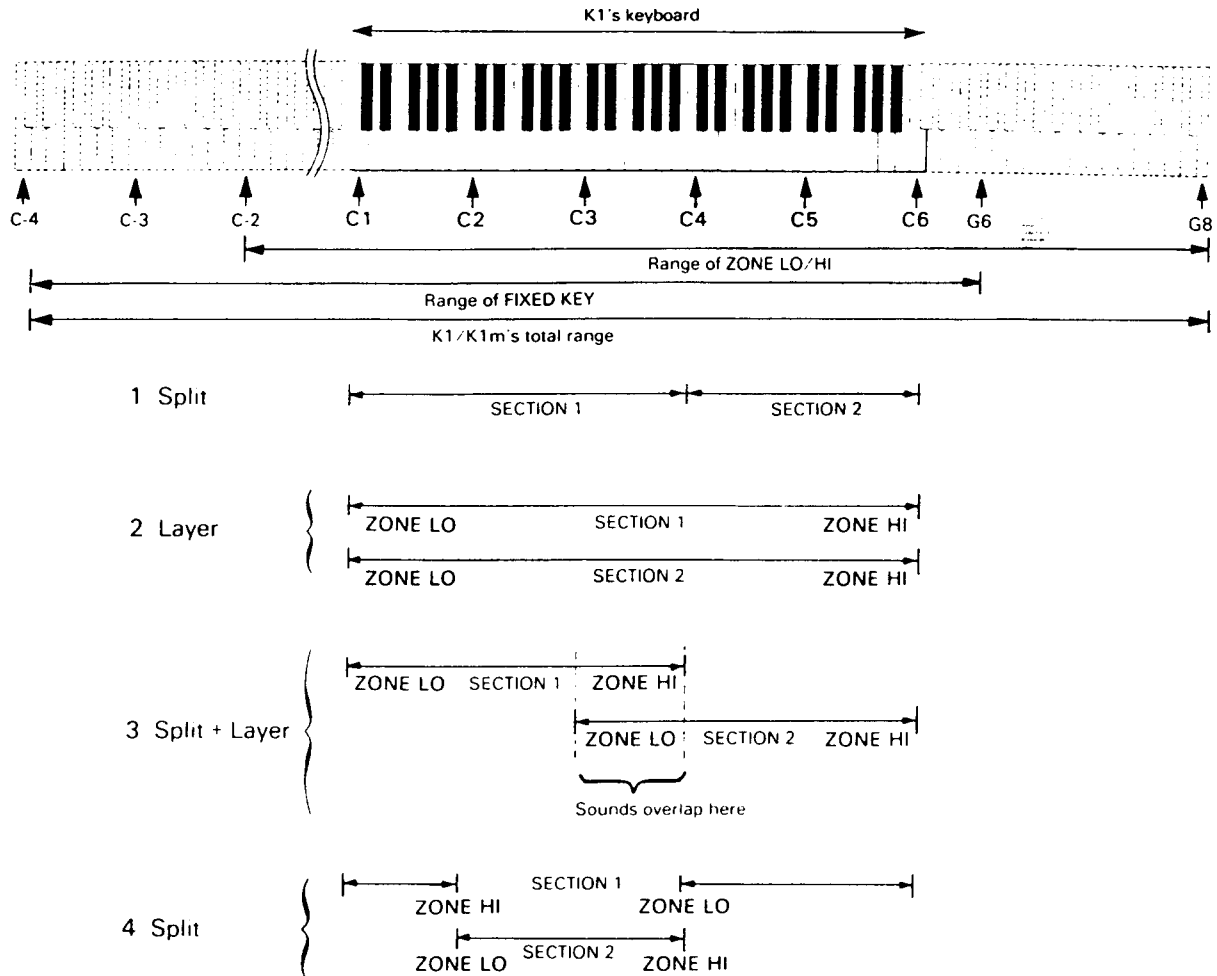 K1's keyboard
C-4 C-3 C-2 C1 C2 C3 C4 C5 C6 G6 G8
Range of ZONE LO/HI
Range of FIXED KEY
K1/K1m's total range
1 Split
SECTION 1 SECTION 2
2 Layer
ZONE LO SECTION 1 ZONE HI
ZONE LO SECTION 2 ZONE HI
3 Split + Layer
ZONE LO SECTION 1 ZONE HI
ZONE LO SECTION 2 ZONE HI
Sounds overlap here
4 Split
SECTION 1
ZONE HI ZONE LO
SECTION 2
ZONE LO ZONE HI